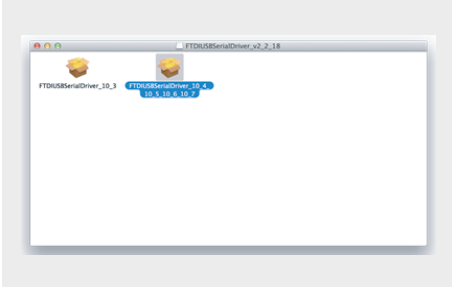 FTDIUSBSerialDriver_v2_2_18
FTDIUSBSerialDriver_10_3
FTDIUSBSerialDriver_10_4_
10_5_10_6_10_7